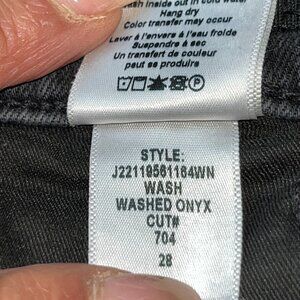 Wash inside out in cold water
Hang dry
Color transfer may occur
Laver à l'envers à l'eau froide
Suspendre à sec
Un transfert de couleur
peut se produire
STYLE:
J22119561164WN
WASH
WASHED ONYX
CUT#
704
28